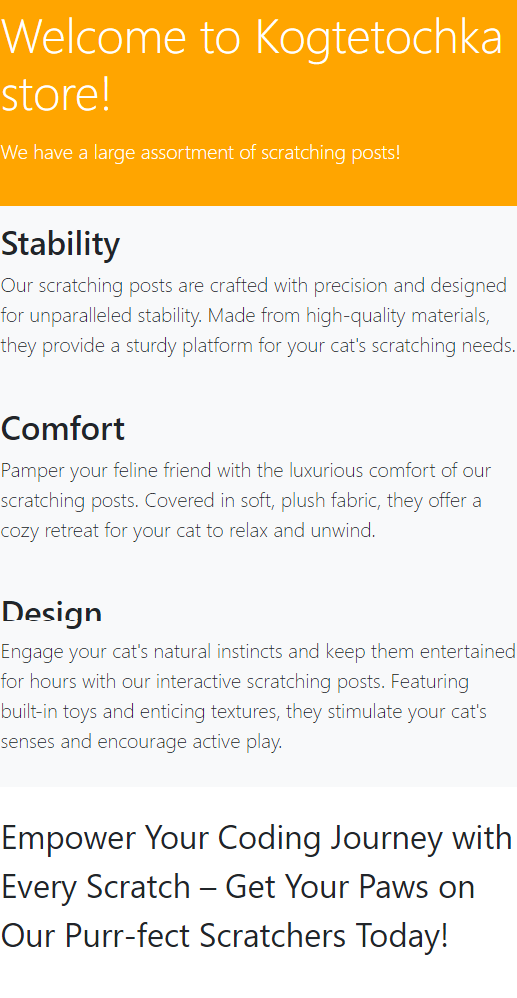 Welcome to Kogtetochka
store!
We have a large assortment of scratching posts!
Stability
Our scratching posts are crafted with precision and designed
for unparalleled stability. Made from high-quality materials,
they provide a sturdy platform for your cat's scratching needs.
Comfort
Pamper your feline friend with the luxurious comfort of our
scratching posts. Covered in soft, plush fabric, they offer a
cozy retreat for your cat to relax and unwind.
Design
Engage your cat's natural instincts and keep them entertained
for hours with our interactive scratching posts. Featuring
built-in toys and enticing textures, they stimulate your cat's
senses and encourage active play.
Empower Your Coding Journey with
Every Scratch – Get Your Paws on
Our Purr-fect Scratchers Today!